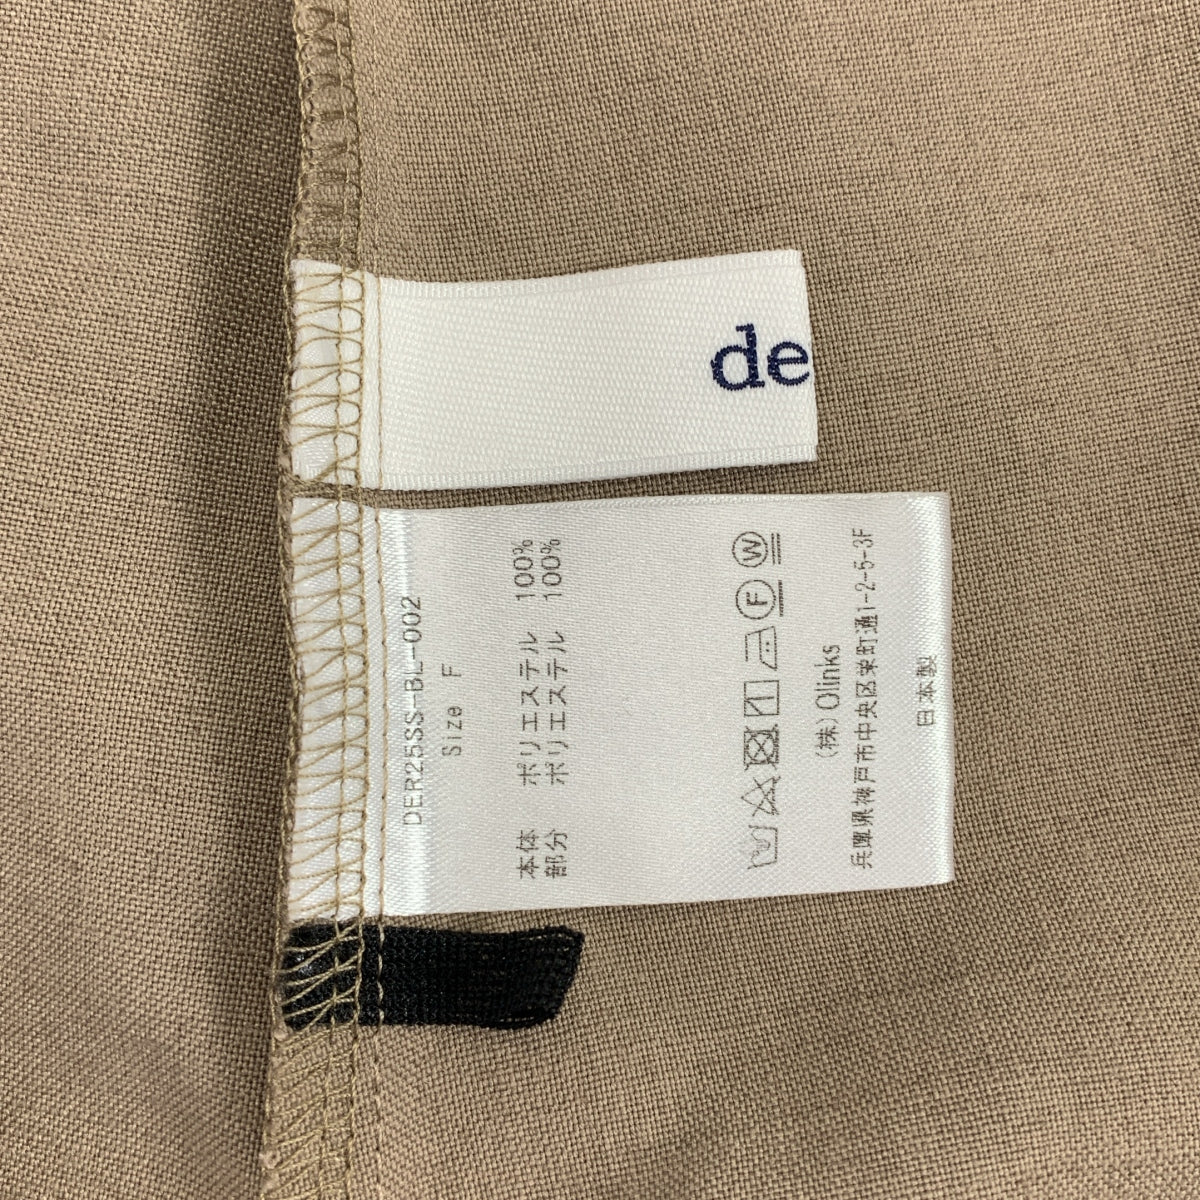 de
DER25SS-BL-002
Size F
本体 ポリエステル 100%
部分 ポリエステル 100%
F W
(株) Olinks
兵庫県神戸市中央区栄町通1-2-5-3F
日本製